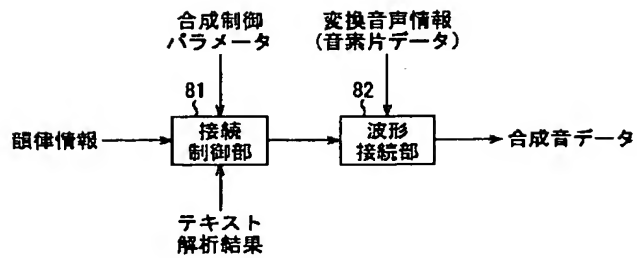 合成制御
パラメータ
変換音声情報
(音素片データ)
81
82
韻律情報
接続
制御部
波形
接続部
合成音データ
テキスト
解析結果